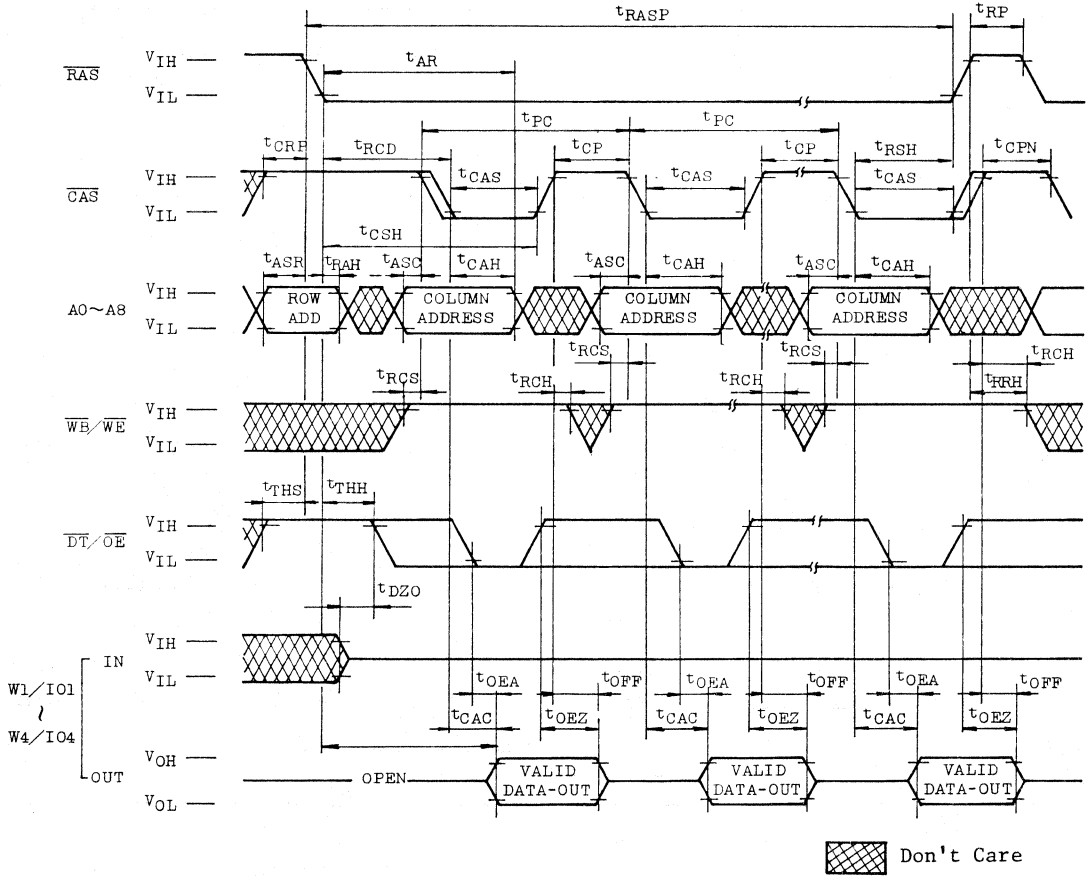 tRASP
tRP
RAS
VIH
VIL
tAR
tPC
tPC
tCRP
tRCD
tCP
tCP
tRSH
tCPN
CAS
VIH
VIL
tCAS
tCAS
tCAS
tCSH
tASR
tRAH
tASC
tCAH
tASC
tCAH
tASC
tCAH
A0~A8
VIH
VIL
ROW
ADD
COLUMN
ADDRESS
COLUMN
ADDRESS
COLUMN
ADDRESS
tRCS
tRCS
tRCH
tRCS
tRCH
tRCH
tRRH
WB/WE
VIH
VIL
tTHS
tTHH
DT/OE
VIH
VIL
tDZO
W1/IO1
~
W4/IO4
IN
VIH
VIL
tOEA
tOFF
tOEA
tOFF
tOEA
tOFF
tCAC
tOEZ
tCAC
tOEZ
tCAC
tOEZ
OUT
VOH
VOL
OPEN
VALID
DATA-OUT
VALID
DATA-OUT
VALID
DATA-OUT
Don't Care